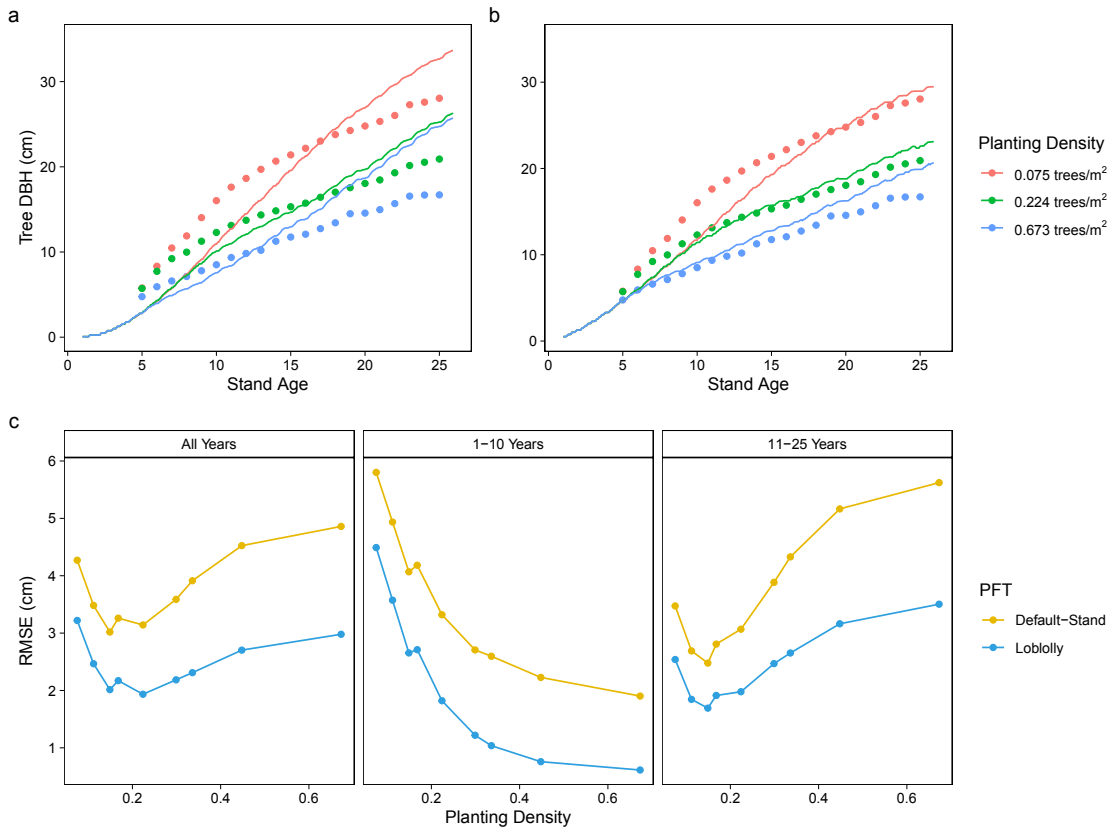 a
b
Tree DBH (cm)
30
20
10
0
0 5 10 15 20 25
Stand Age
30
20
10
0
0 5 10 15 20 25
Stand Age
Planting Density
0.075 trees/m²
0.224 trees/m²
0.673 trees/m²
c
All Years
1−10 Years
11−25 Years
RMSE (cm)
6
5
4
3
2
1
0.2 0.4 0.6
0.2 0.4 0.6
0.2 0.4 0.6
Planting Density
PFT
Default−Stand
Loblolly